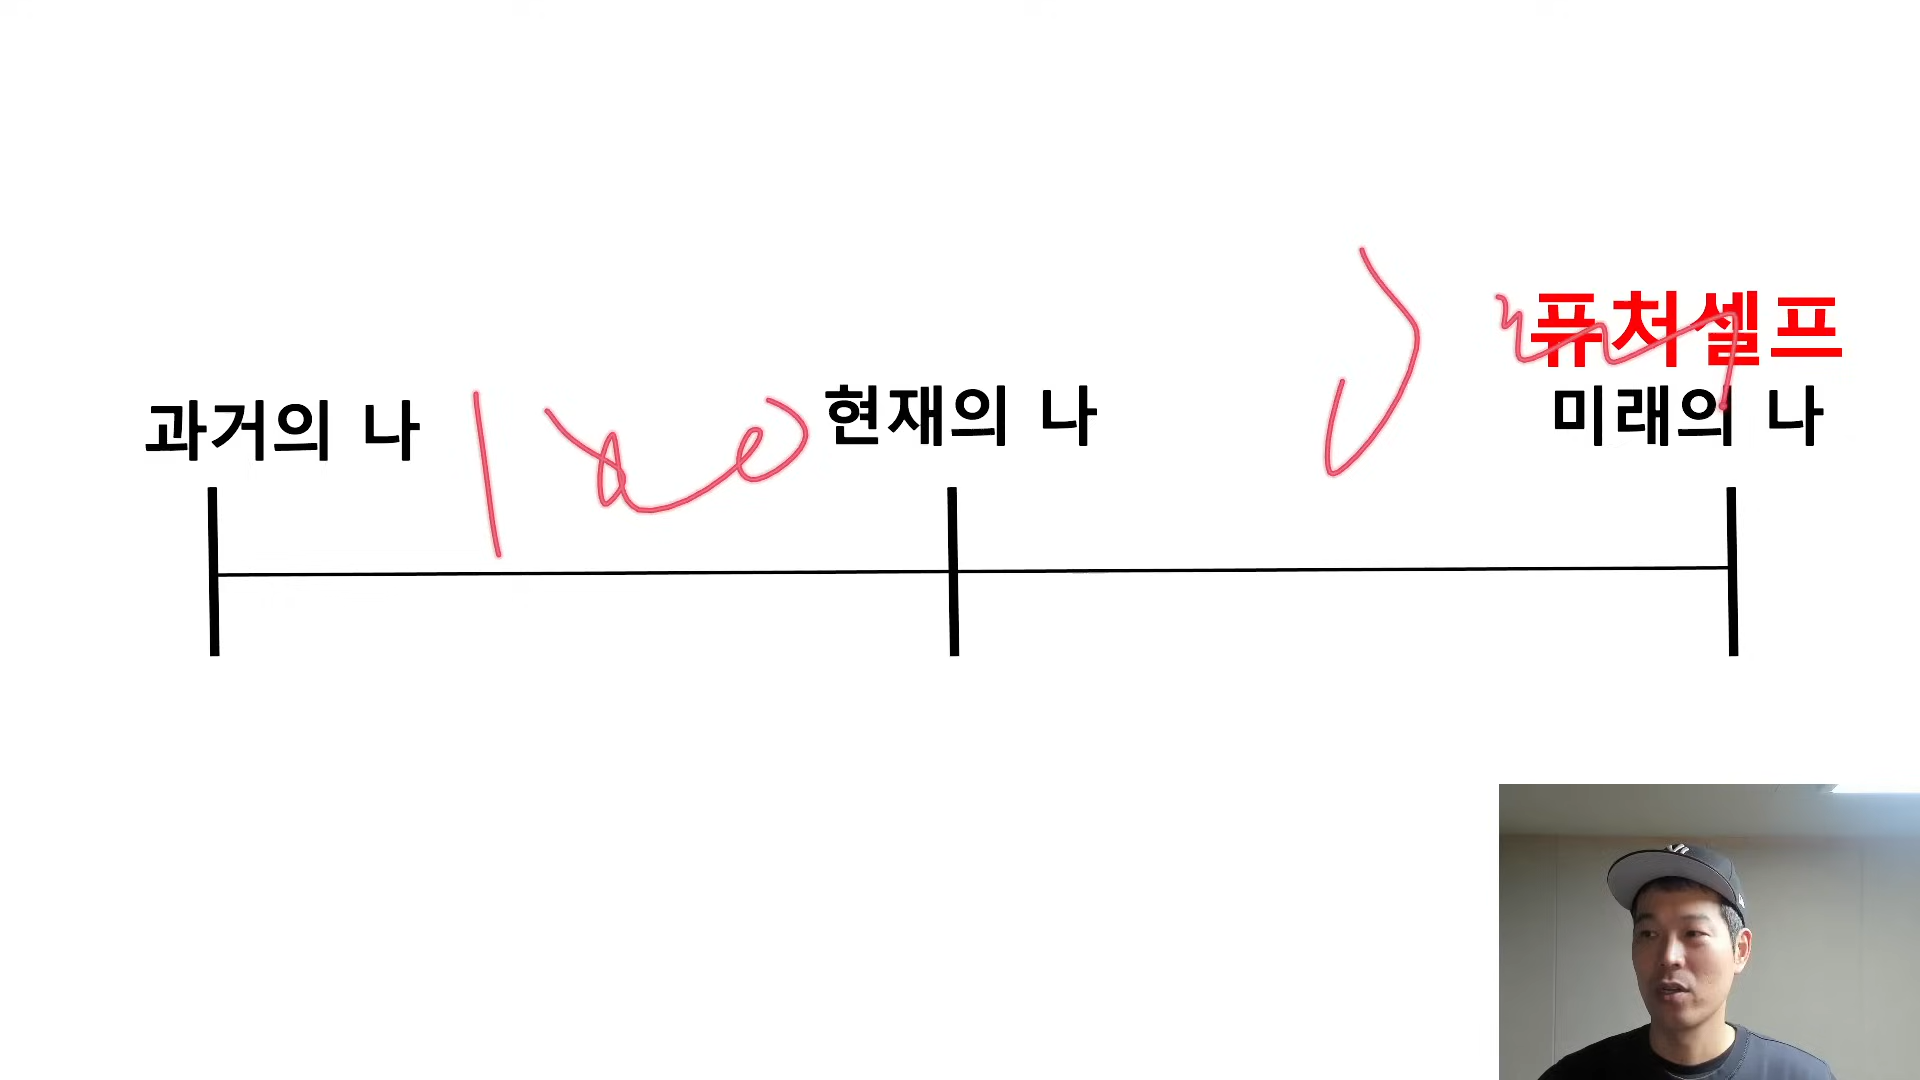 퓨처셀프
과거의 나
현재의 나
미래의 나